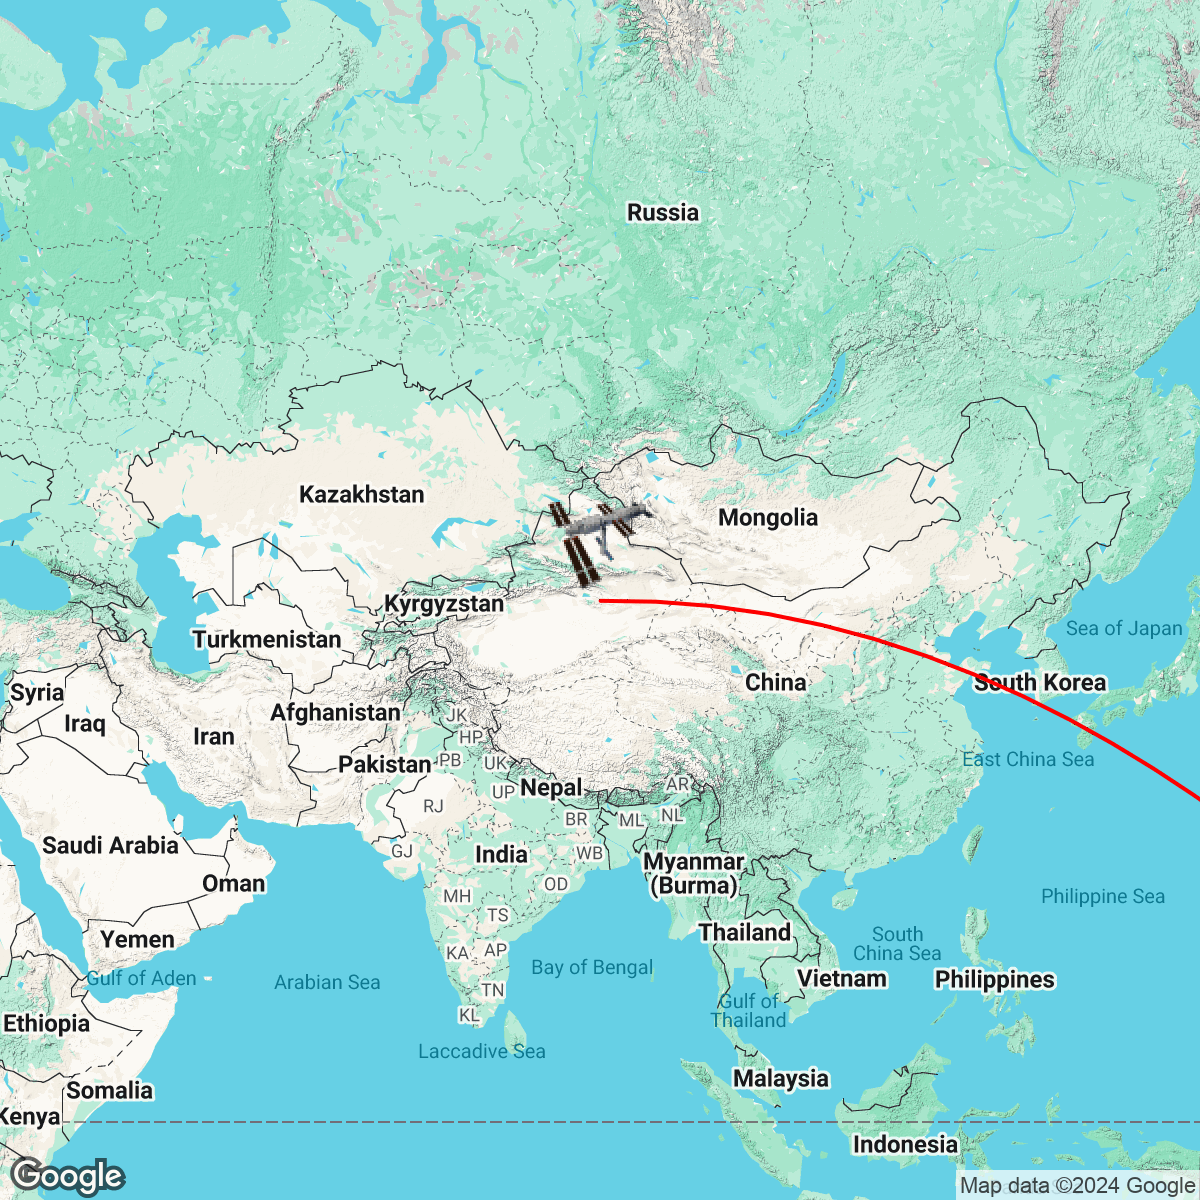 Russia
Kazakhstan
Mongolia
Kyrgyzstan
Turkmenistan
Sea of Japan
Syria
Iraq
Iran
Afghanistan
China
South Korea
JK
HP
Pakistan
PB
UK
East China Sea
Nepal
AR
UP
RJ
BR
ML
NL
Saudi Arabia
GJ
India
WB
Myanmar
(Burma)
Oman
OD
MH
Philippine Sea
TS
Yemen
Thailand
South
China Sea
KA
AP
Gulf of Aden
Arabian Sea
Bay of Bengal
Vietnam
Philippines
TN
Gulf of
Thailand
KL
Ethiopia
Laccadive Sea
Malaysia
Somalia
Kenya
Indonesia
Google
Map data ©2024 Google